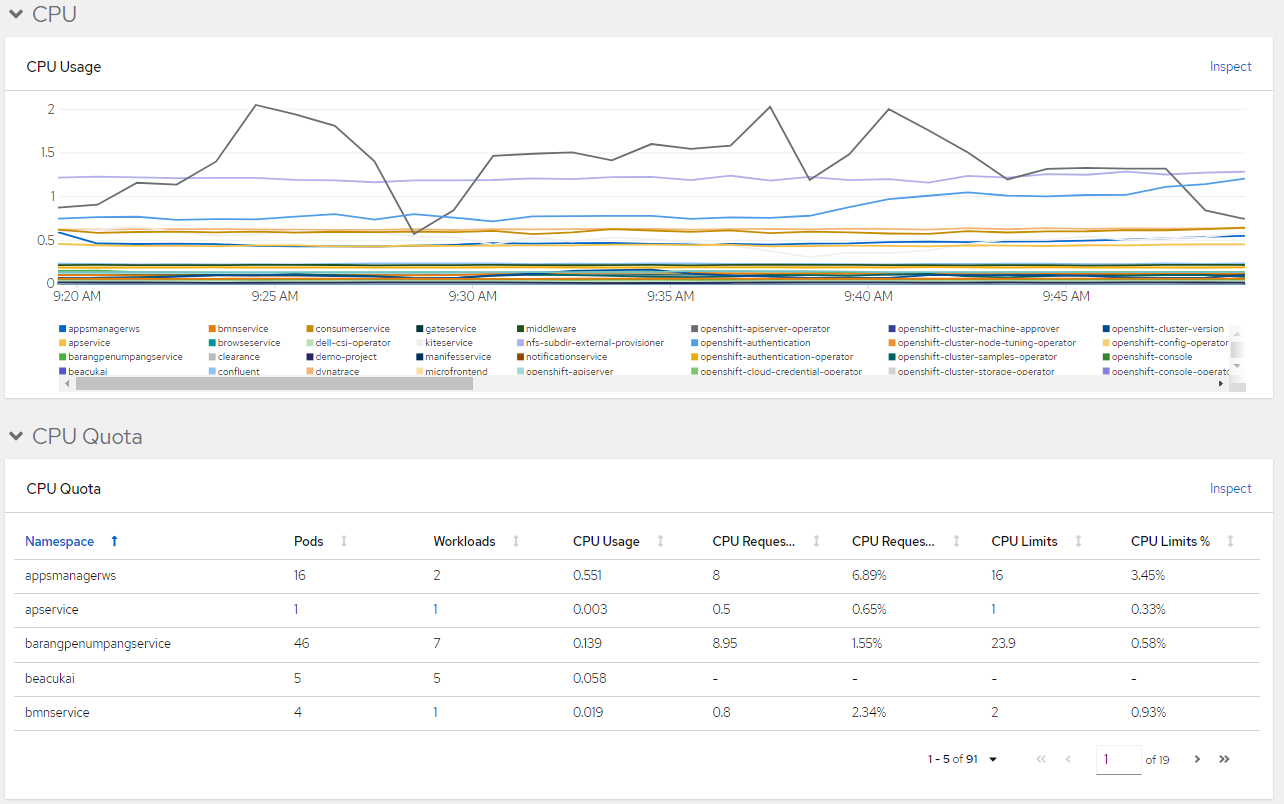 CPU
CPU Usage Inspect
2
1.5
1
0.5
0
9:20 AM 9:25 AM 9:30 AM 9:35 AM 9:40 AM 9:45 AM
appsmanagerws bmnservice consumerservice gateservice middleware openshift-apiserver-operator openshift-cluster-machine-approver openshift-cluster-version
apservice browseservice dell-csi-operator kiteservice nfs-subdir-external-provisioner openshift-authentication openshift-cluster-node-tuning-operator openshift-config-operator
barangpenumpangservice clearance demo-project manifesservice notificationservice openshift-authentication-operator openshift-cluster-samples-operator openshift-console
beacukai confluent dynatrace microfrontend openshift-apiserver openshift-cloud-credential-operator openshift-cluster-storage-operator openshift-console-operato
CPU Quota
CPU Quota Inspect
Namespace Pods Workloads CPU Usage CPU Reques... CPU Reques... CPU Limits CPU Limits %
appsmanagerws 16 2 0.551 8 6.89% 16 3.45%
apservice 1 1 0.003 0.5 0.65% 1 0.33%
barangpenumpangservice 46 7 0.139 8.95 1.55% 23.9 0.58%
beacukai 5 5 0.058 - - - -
bmnservice 4 1 0.019 0.8 2.34% 2 0.93%
1 - 5 of 91 1 of 19